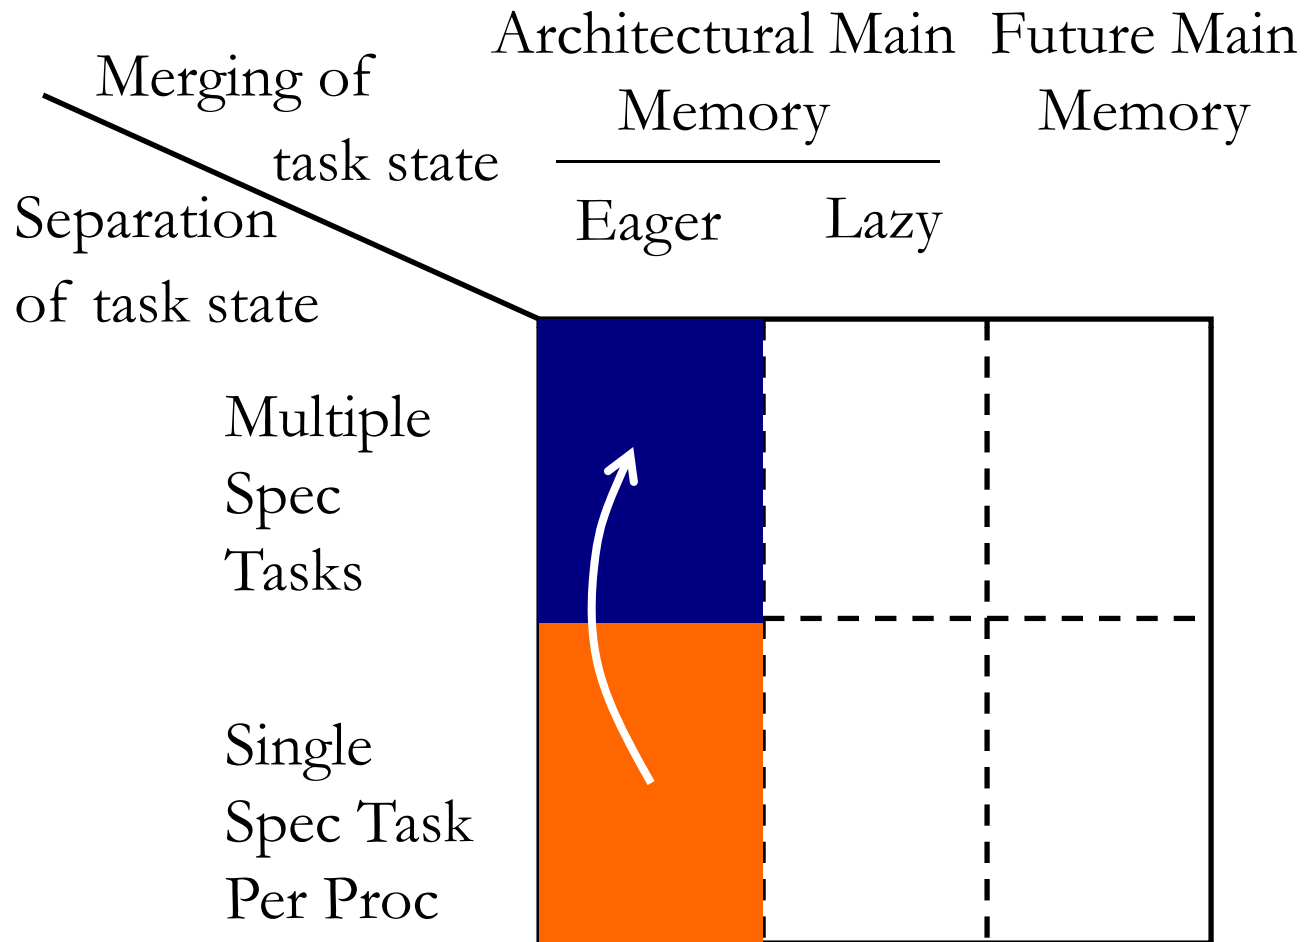 Architectural Main
Memory
Future Main
Memory
Merging of
task state
Separation
of task state
Eager
Lazy
Multiple
Spec
Tasks
Single
Spec Task
Per Proc